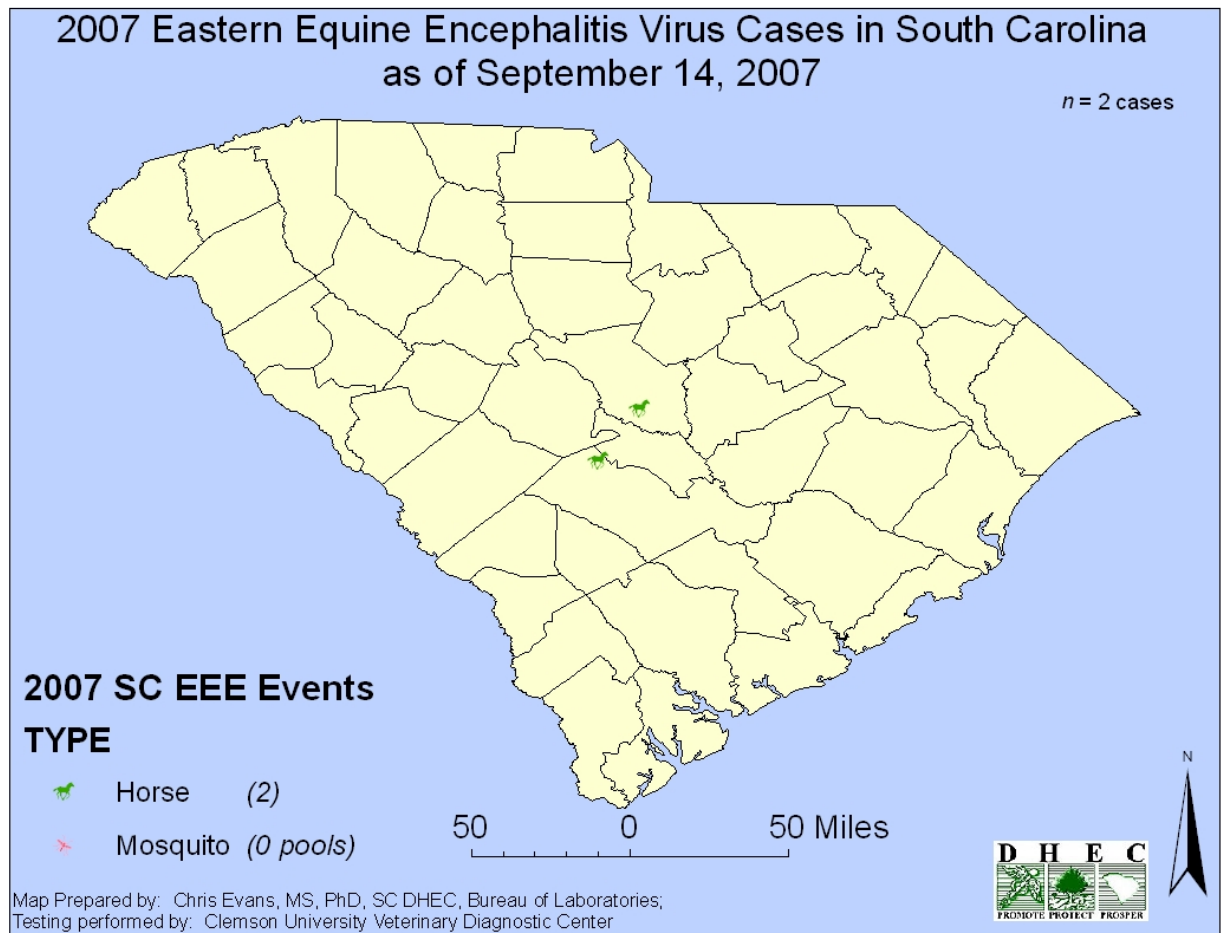 2007 Eastern Equine Encephalitis Virus Cases in South Carolina
as of September 14, 2007
n = 2 cases
2007 SC EEE Events
TYPE
Horse (2)
Mosquito (0 pools)
50 0 50 Miles
N
D H E C
PROMOTE PROTECT PROSPER
Map Prepared by: Chris Evans, MS, PhD, SC DHEC, Bureau of Laboratories;
Testing performed by: Clemson University Veterinary Diagnostic Center